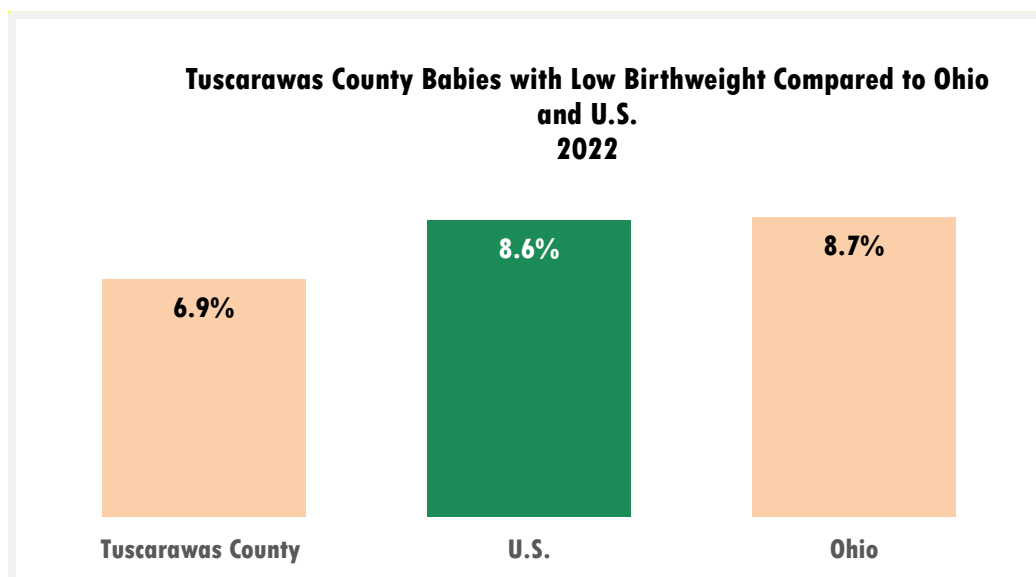 Tuscarawas County Babies with Low Birthweight Compared to Ohio
and U.S.
2022
6.9%
8.6%
8.7%
Tuscarawas County
U.S.
Ohio